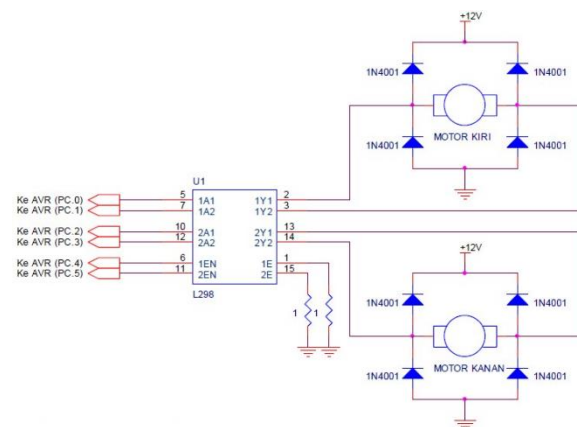 +12V
1N4001
1N4001
MOTOR KIRI
1N4001
1N4001
U1
Ke AVR (PC.0) 5 1A1 1Y1 2
Ke AVR (PC.1) 7 1A2 1Y2 3
Ke AVR (PC.2) 10 2A1 2Y1 13
Ke AVR (PC.3) 12 2A2 2Y2 14
Ke AVR (PC.4) 6 1EN 1E 1
Ke AVR (PC.5) 11 2EN 2E 15
L298
1 1
+12V
1N4001
1N4001
MOTOR KANAN
1N4001
1N4001